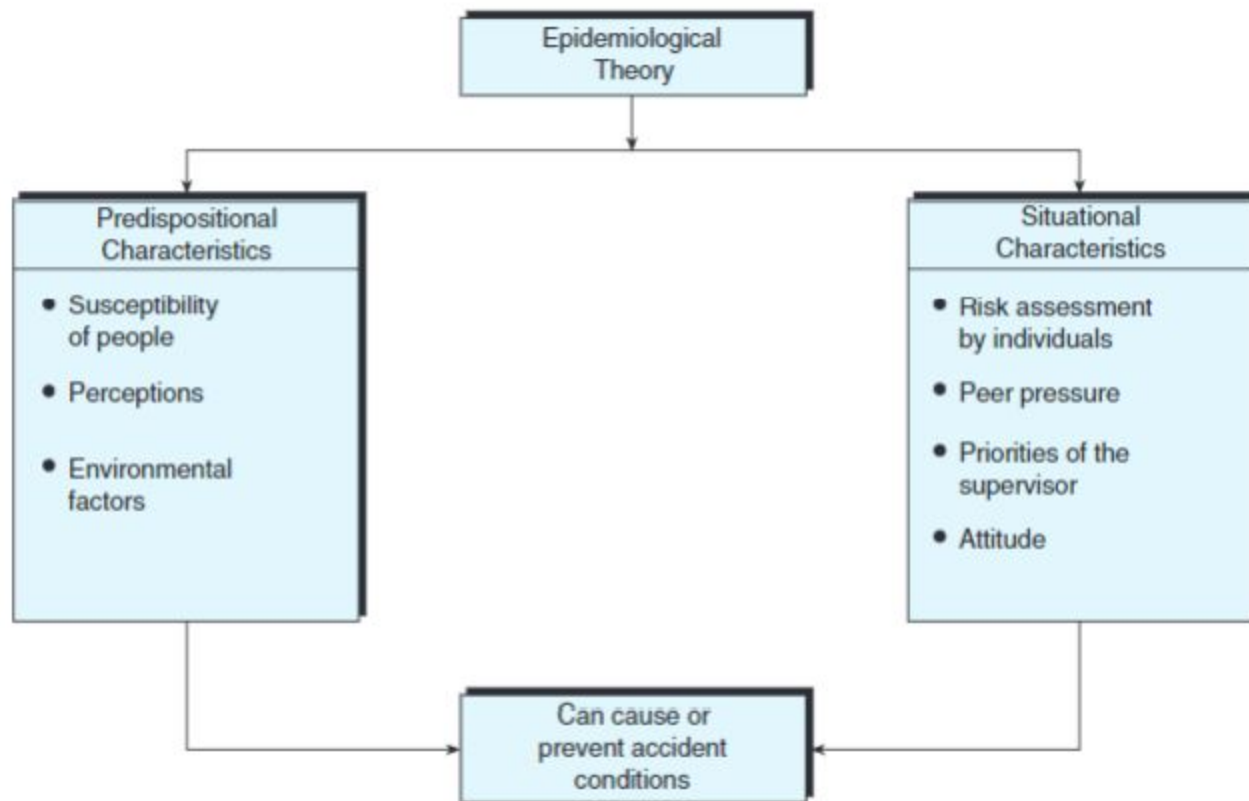 Epidemiological
Theory
Predispositional
Characteristics
• Susceptibility
of people
• Perceptions
• Environmental
factors
Situational
Characteristics
• Risk assessment
by individuals
• Peer pressure
• Priorities of the
supervisor
• Attitude
Can cause or
prevent accident
conditions